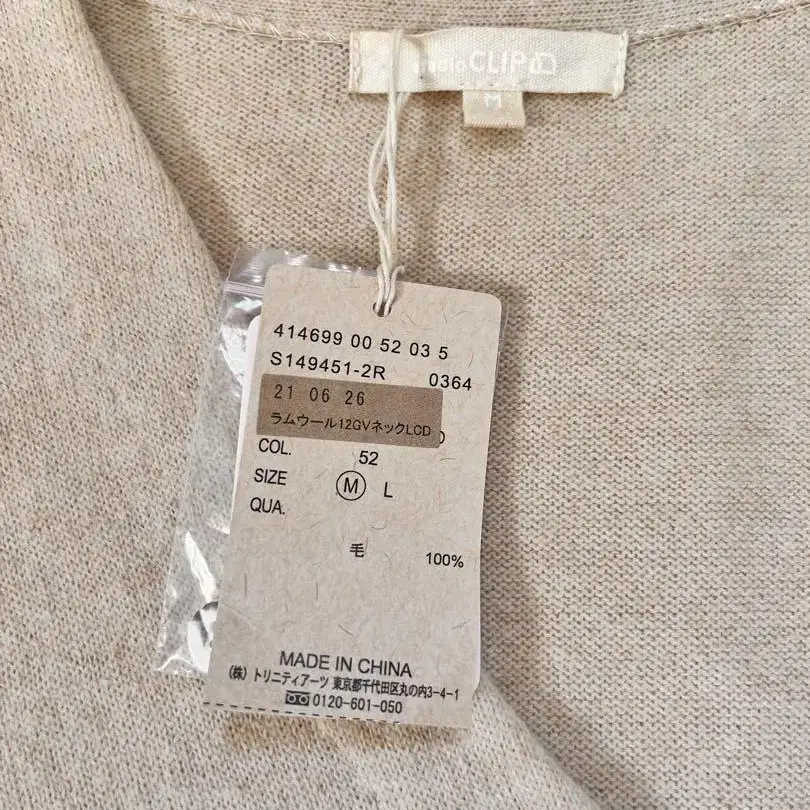 CLIP
M
414699 00 52 03 5
S149451-2R 0364
21 06 26
ラムウール12GVネックLCD
COL. 52
SIZE M L
QUA.
毛 100%
MADE IN CHINA
(株)トリニティアーツ 東京都千代田区丸の内3-4-1
0120-601-050